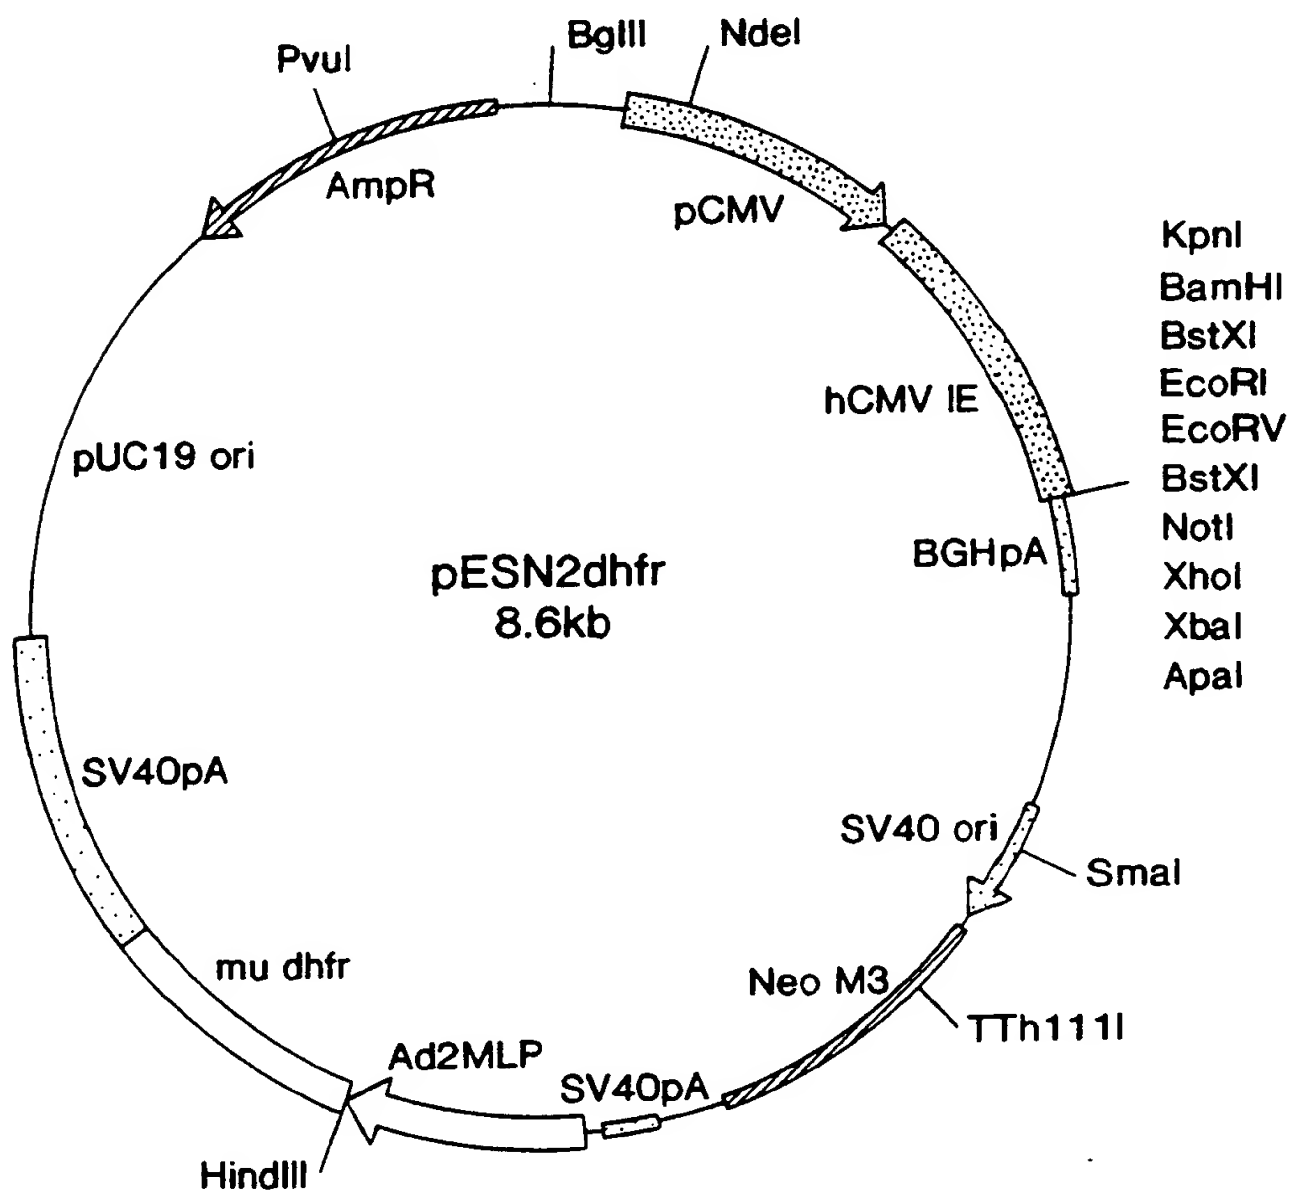 BglII
NdeI
PvuI
AmpR
pCMV
KpnI
BamHI
BstXI
EcoRI
EcoRV
BstXI
NotI
XhoI
XbaI
ApaI
hCMV IE
pUC19 ori
BGHpA
pESN2dhfr
8.6kb
SV40pA
SV40 ori
SmaI
mu dhfr
Neo M3
TTh111I
Ad2MLP
SV40pA
HindIII